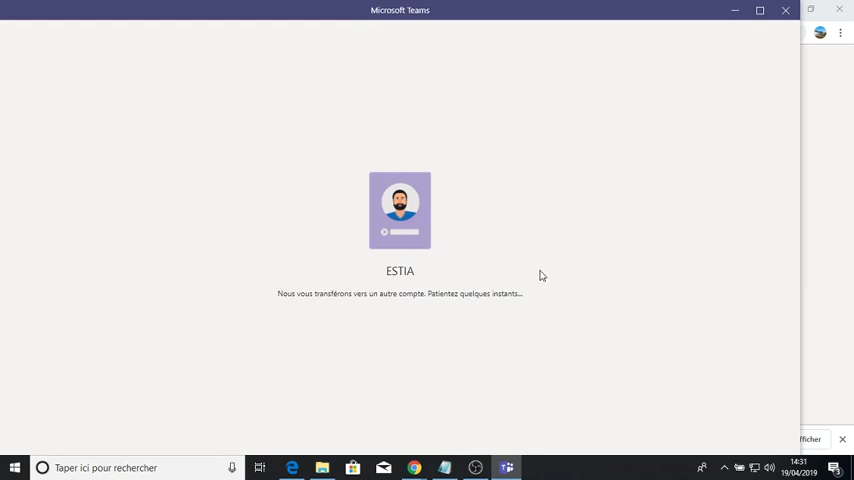 Microsoft Teams
ESTIA
Nous vous transférons vers un autre compte. Patientez quelques instants...
fficher
Taper ici pour rechercher
14:31
19/04/2019
3